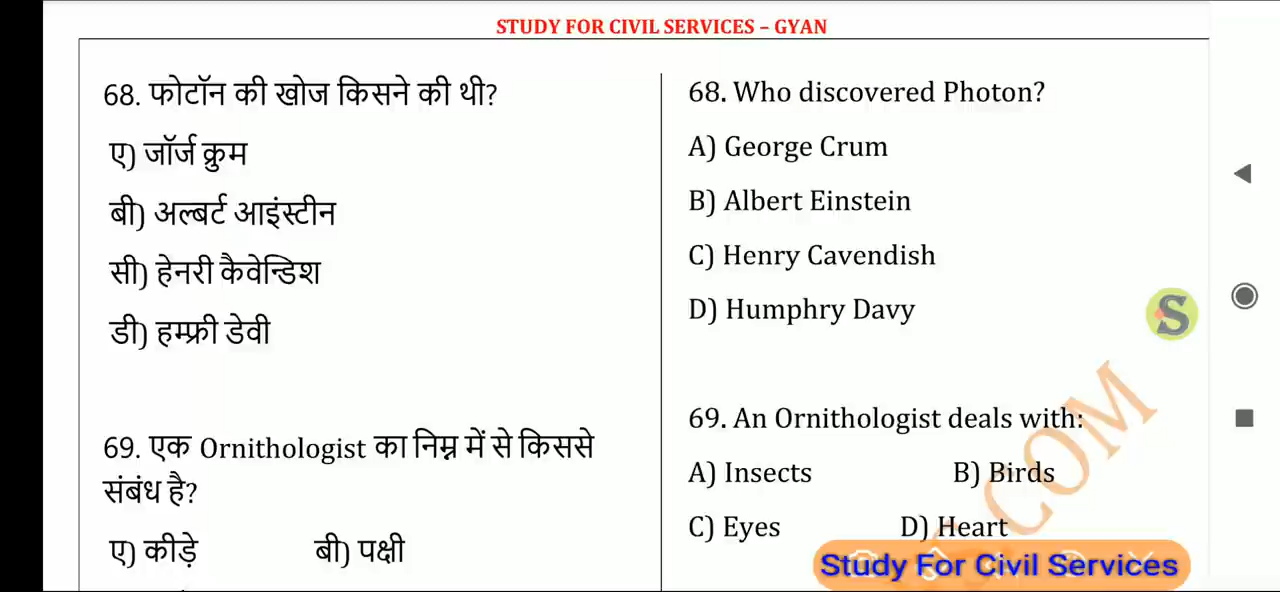 STUDY FOR CIVIL SERVICES – GYAN
68. फोटॉन की खोज किसने की थी?
ए) जॉर्ज क्रुम
बी) अल्बर्ट आइंस्टीन
सी) हेनरी कैवेन्डिश
डी) हम्फ्री डेवी
69. एक Ornithologist का निम्न में से किससे
संबंध है?
ए) कीड़े बी) पक्षी
68. Who discovered Photon?
A) George Crum
B) Albert Einstein
C) Henry Cavendish
D) Humphry Davy
69. An Ornithologist deals with:
A) Insects B) Birds
C) Eyes D) Heart
S
COM
Study For Civil Services